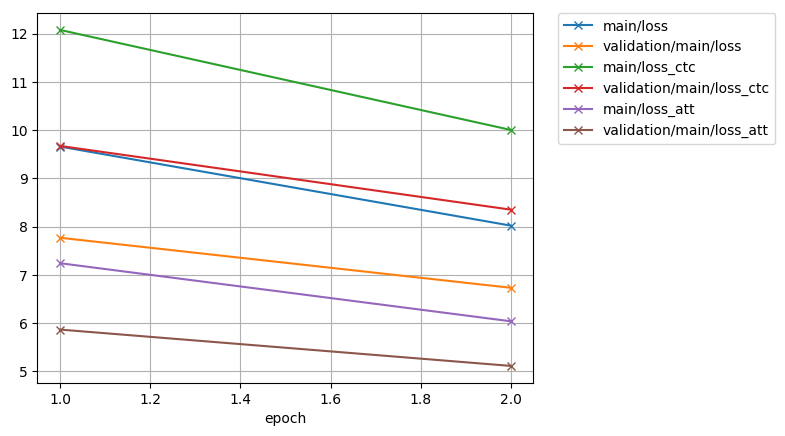 12
11
10
9
8
7
6
5
1.0 1.2 1.4 1.6 1.8 2.0
epoch
main/loss
validation/main/loss
main/loss_ctc
validation/main/loss_ctc
main/loss_att
validation/main/loss_att